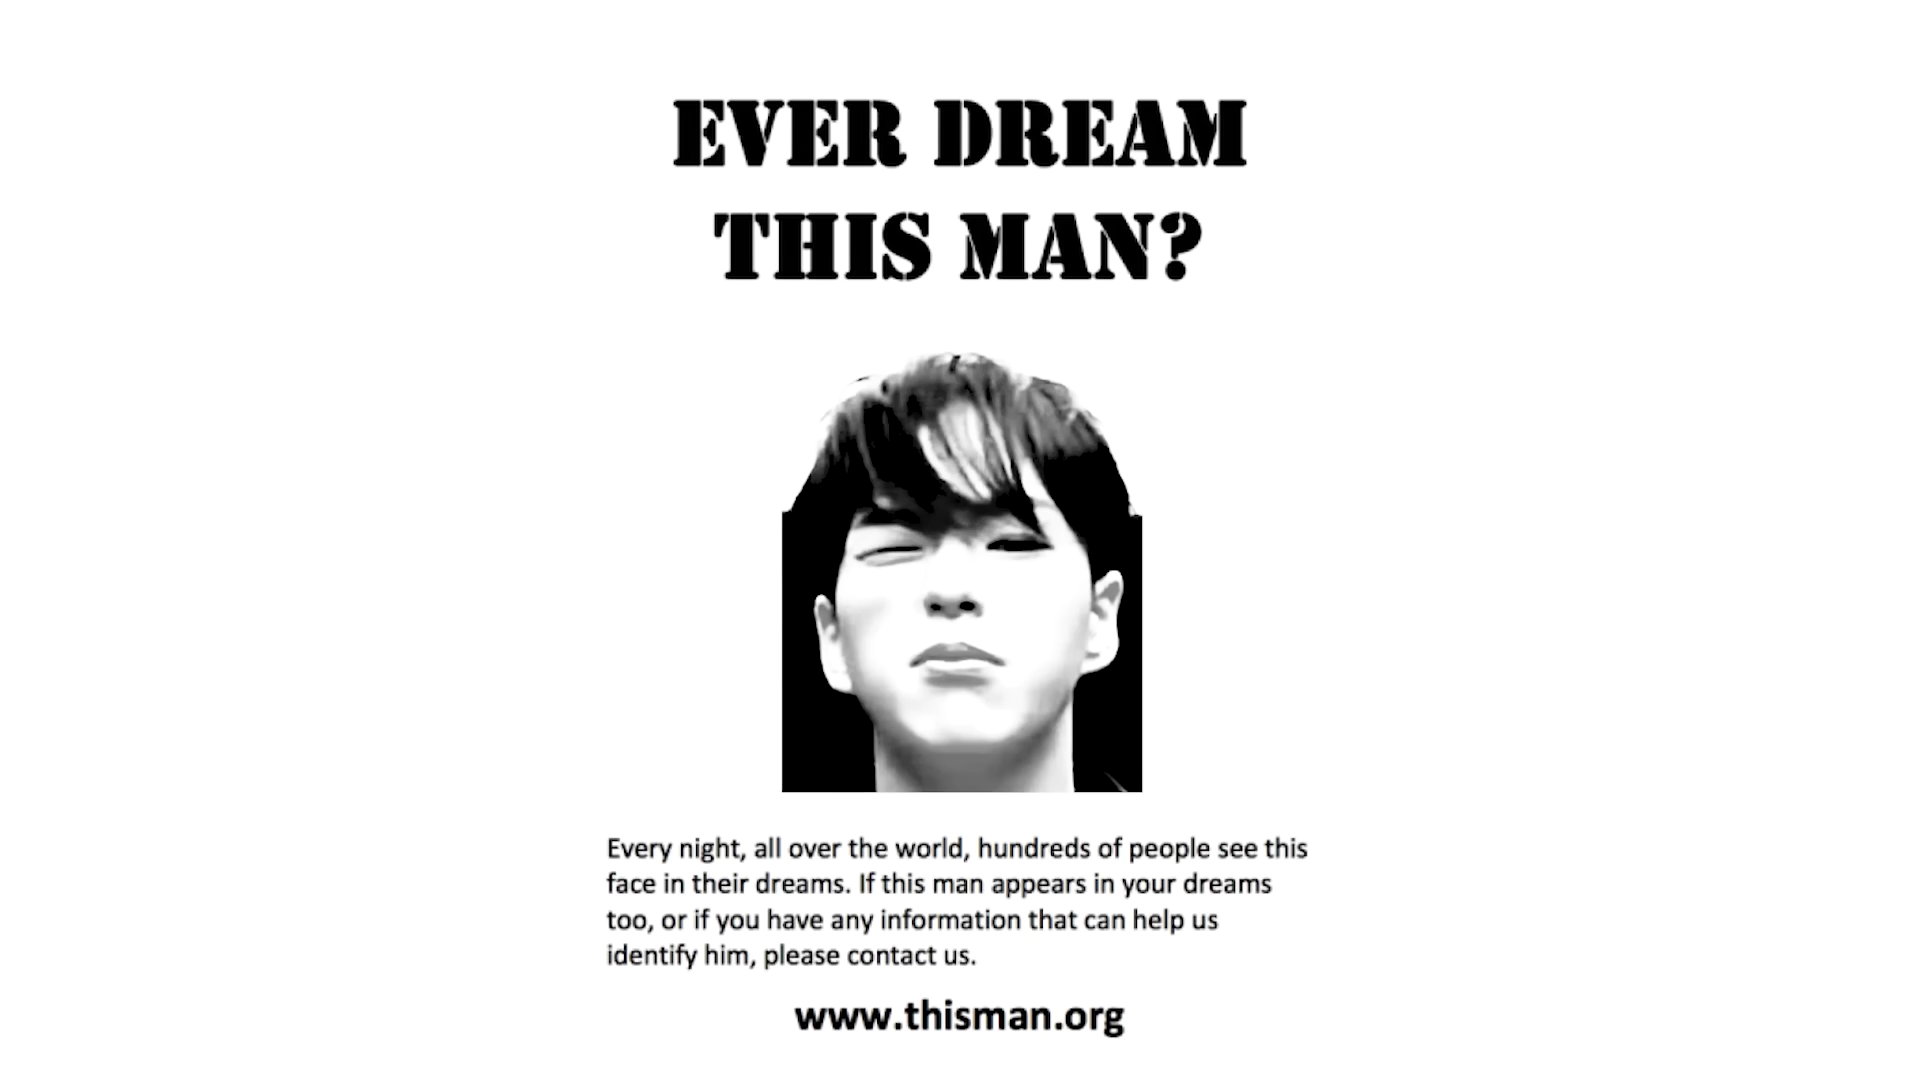 EVER DREAM
THIS MAN?
Every night, all over the world, hundreds of people see this
face in their dreams. If this man appears in your dreams
too, or if you have any information that can help us
identify him, please contact us.
www.thisman.org